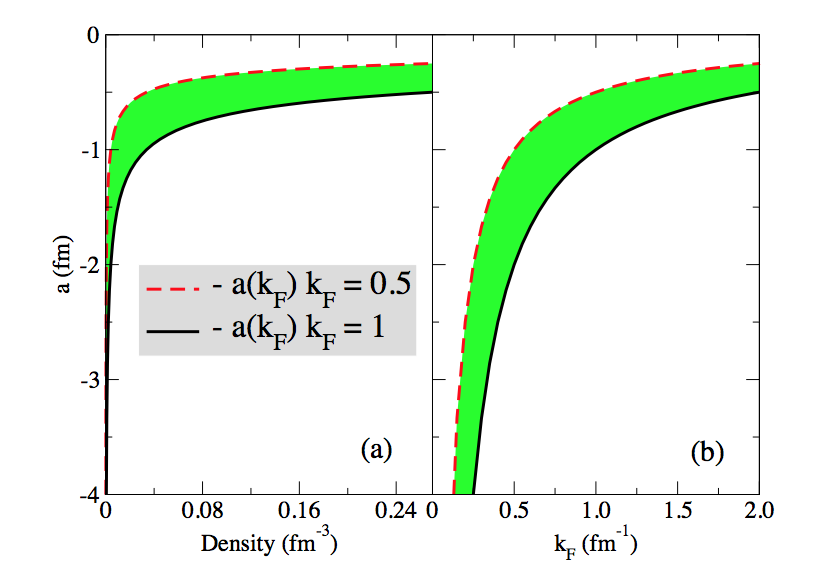 0
-1
-2
-3
-4
a (fm)
- a(k_F) k_F = 0.5
- a(k_F) k_F = 1
(a)
(b)
0 0.08 0.16 0.24 0 0.5 1.0 1.5 2.0
Density (fm^-3)
k_F (fm^-1)